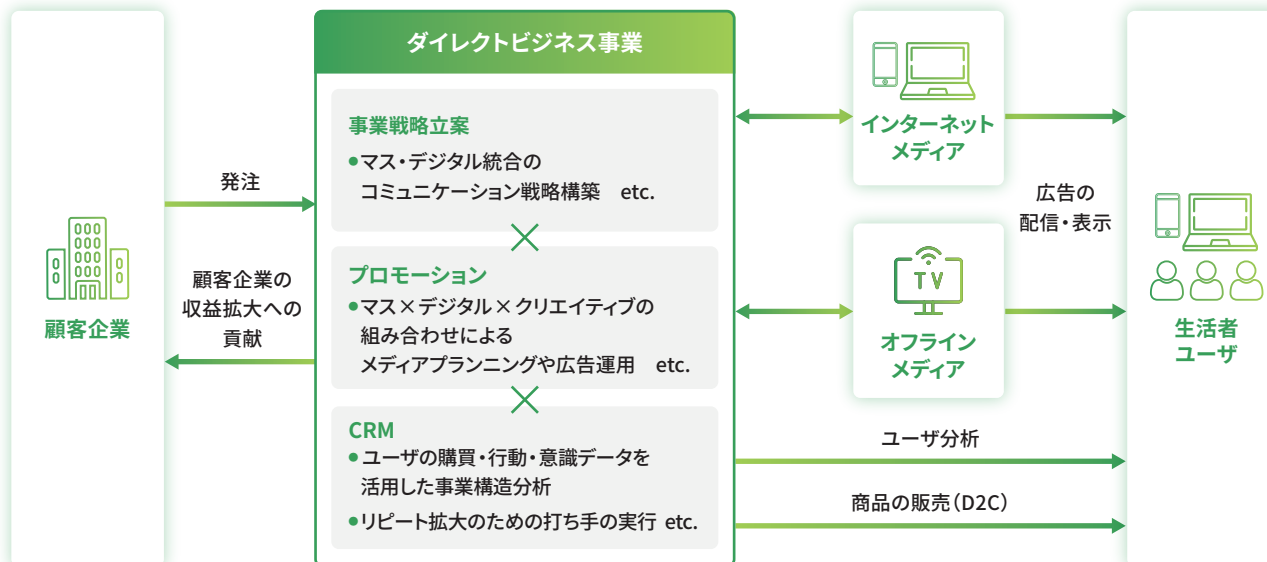 顧客企業
発注
顧客企業の
収益拡大への
貢献
ダイレクトビジネス事業
事業戦略立案
●マス・デジタル統合の
コミュニケーション戦略構築 etc.
×
プロモーション
●マス×デジタル×クリエイティブの
組み合わせによる
メディアプランニングや広告運用 etc.
×
CRM
●ユーザの購買・行動・意識データを
活用した事業構造分析
●リピート拡大のための打ち手の実行 etc.
インターネット
メディア
TV
オフライン
メディア
広告の
配信・表示
ユーザ分析
商品の販売（D2C）
生活者
ユーザ